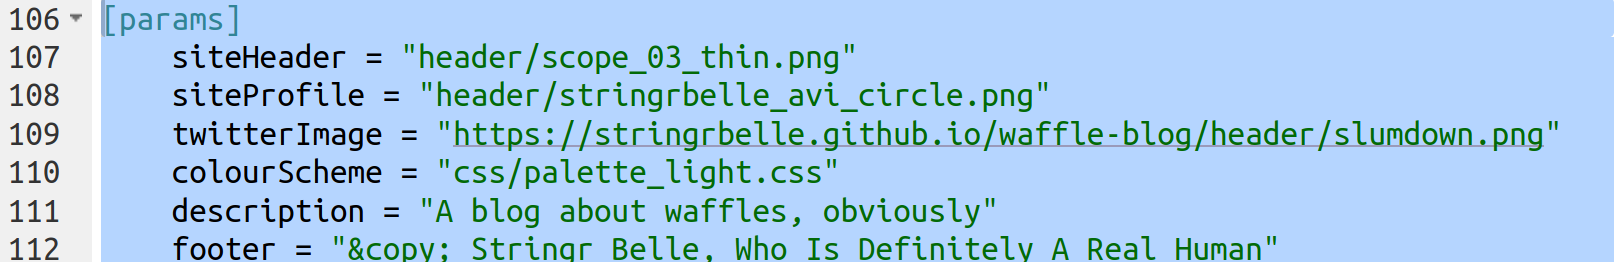 106 [params]
107 siteHeader = "header/scope_03_thin.png"
108 siteProfile = "header/stringrbelle_avi_circle.png"
109 twitterImage = "https://stringrbelle.github.io/waffle-blog/header/slumdown.png"
110 colourScheme = "css/palette_light.css"
111 description = "A blog about waffles, obviously"
112 footer = "&copy; Stringr Belle, Who Is Definitely A Real Human"